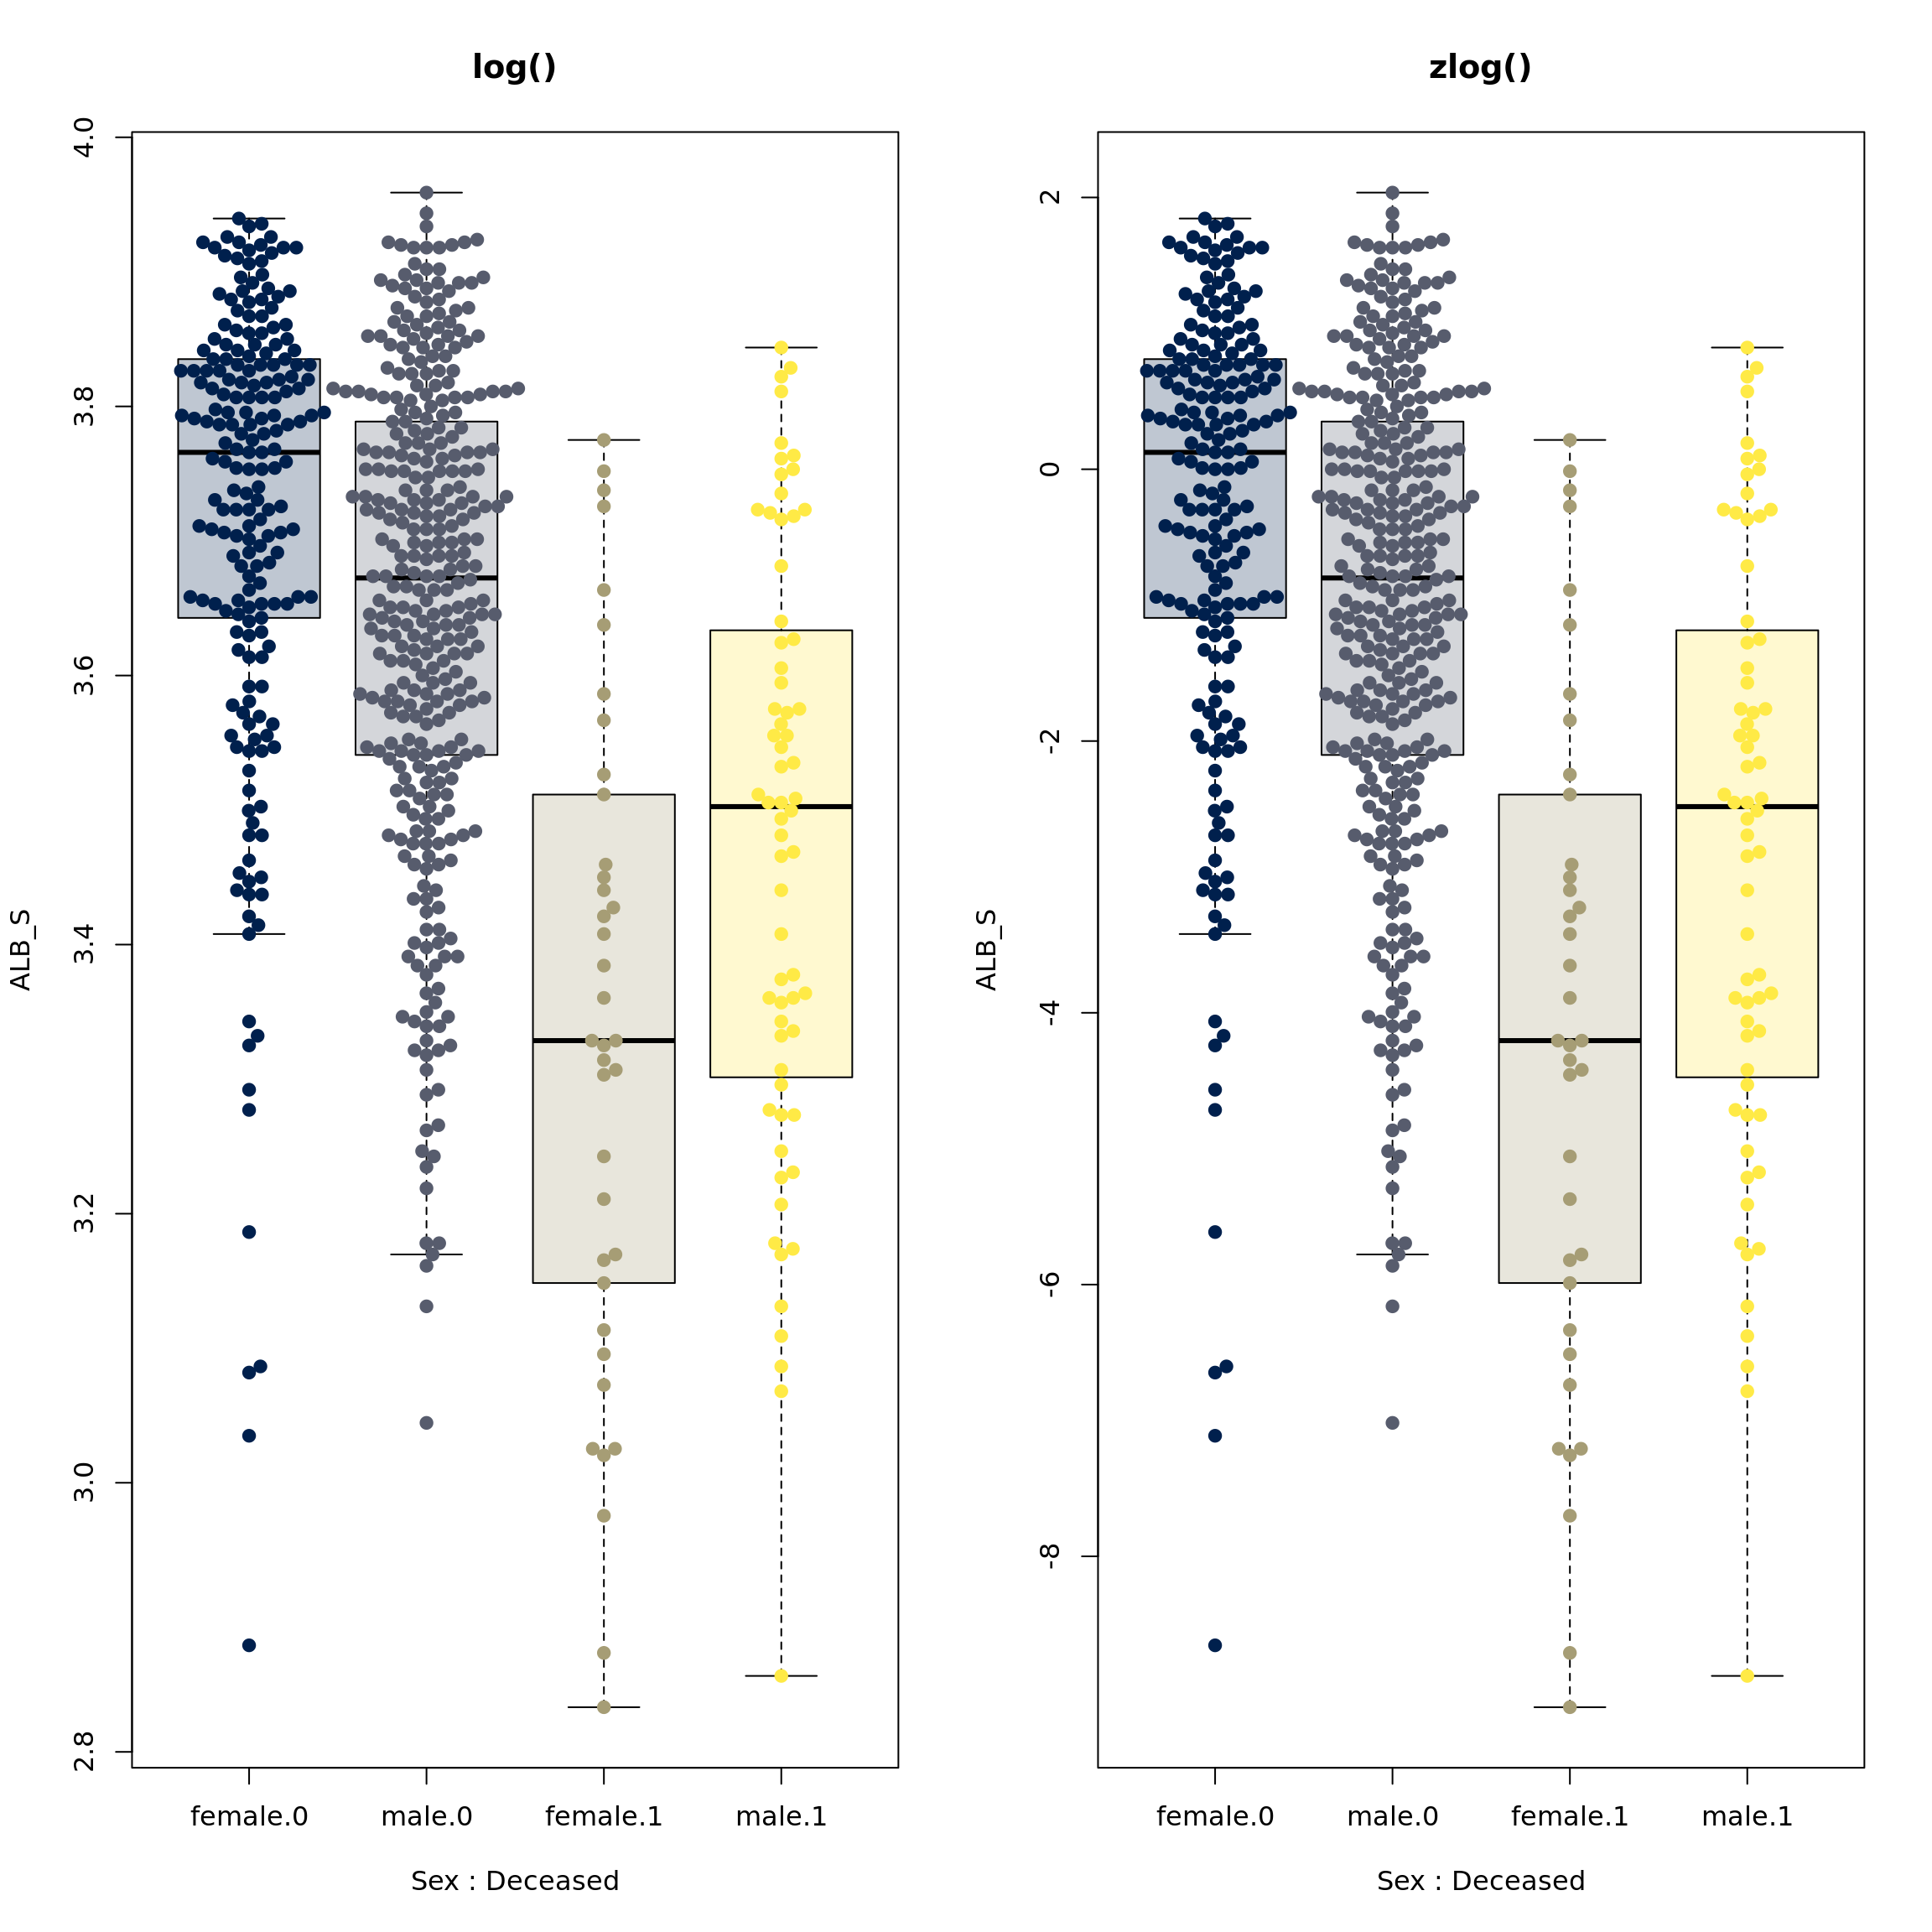 log()
ALB_S
4.0
3.8
3.6
3.4
3.2
3.0
2.8
female.0 male.0 female.1 male.1
Sex : Deceased
zlog()
ALB_S
2
0
-2
-4
-6
-8
female.0 male.0 female.1 male.1
Sex : Deceased